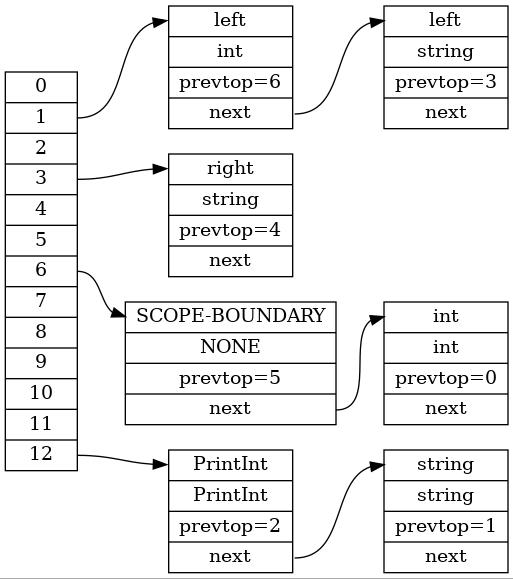 0
1
2
3
4
5
6
7
8
9
10
11
12
left
int
prevtop=6
next
left
string
prevtop=3
next
right
string
prevtop=4
next
SCOPE-BOUNDARY
NONE
prevtop=5
next
int
int
prevtop=0
next
PrintInt
PrintInt
prevtop=2
next
string
string
prevtop=1
next